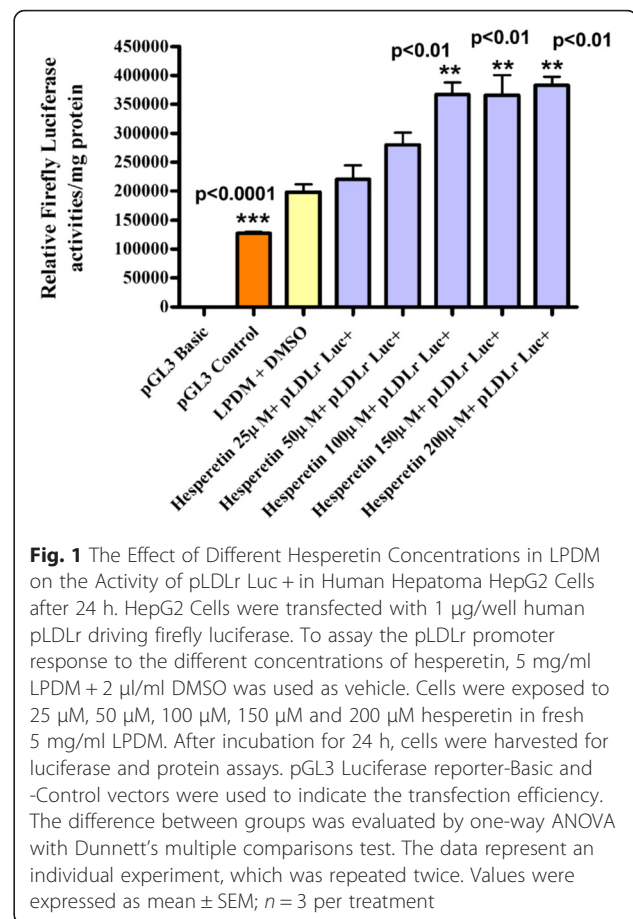 450000
400000
350000
300000
250000
200000
150000
100000
50000
0
Relative Firefly Luciferase
activities/mg protein
p<0.0001
***
p<0.01
**
p<0.01
**
p<0.01
**
pGL3 Basic
pGL3 Control
LPDM + DMSO
Hesperetin 25μ M+ pLDLr Luc+
Hesperetin 50μ M+ pLDLr Luc+
Hesperetin 100μ M+ pLDLr Luc+
Hesperetin 150μ M+ pLDLr Luc+
Hesperetin 200μ M+ pLDLr Luc+
Fig. 1 The Effect of Different Hesperetin Concentrations in LPDM
on the Activity of pLDLr Luc + in Human Hepatoma HepG2 Cells
after 24 h. HepG2 Cells were transfected with 1 μg/well human
pLDLr driving firefly luciferase. To assay the pLDLr promoter
response to the different concentrations of hesperetin, 5 mg/ml
LPDM + 2 μl/ml DMSO was used as vehicle. Cells were exposed to
25 μM, 50 μM, 100 μM, 150 μM and 200 μM hesperetin in fresh
5 mg/ml LPDM. After incubation for 24 h, cells were harvested for
luciferase and protein assays. pGL3 Luciferase reporter-Basic and
-Control vectors were used to indicate the transfection efficiency.
The difference between groups was evaluated by one-way ANOVA
with Dunnett's multiple comparisons test. The data represent an
individual experiment, which was repeated twice. Values were
expressed as mean ± SEM; n = 3 per treatment